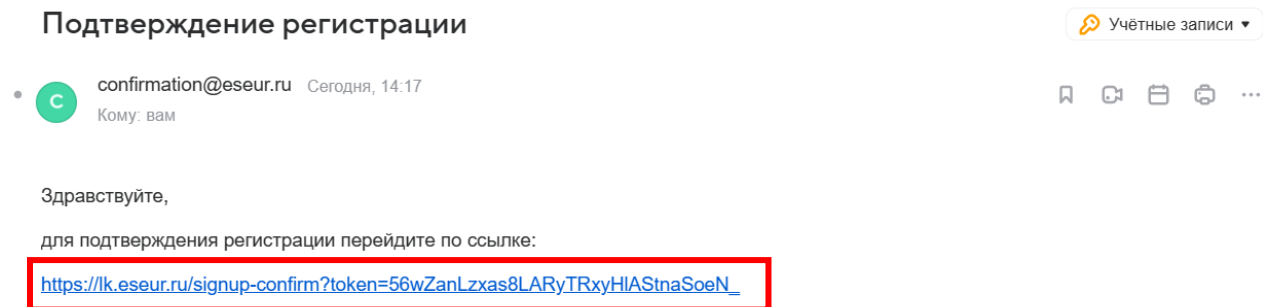 Подтверждение регистрации
Учётные записи
C
confirmation@eseur.ru Сегодня, 14:17
Кому: вам
Здравствуйте,
для подтверждения регистрации перейдите по ссылке:
https://lk.eseur.ru/signup-confirm?token=56wZanLzxas8LARyTRxyHlAStnaSoeN_